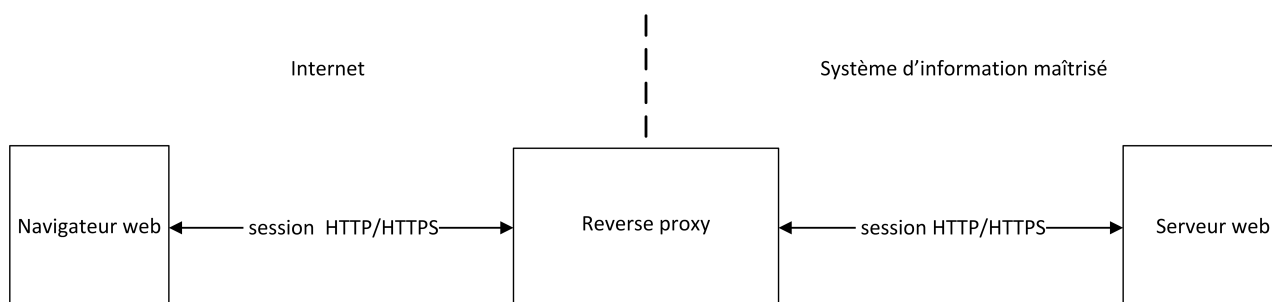 Internet
Système d’information maîtrisé
Navigateur web
session HTTP/HTTPS
Reverse proxy
session HTTP/HTTPS
Serveur web